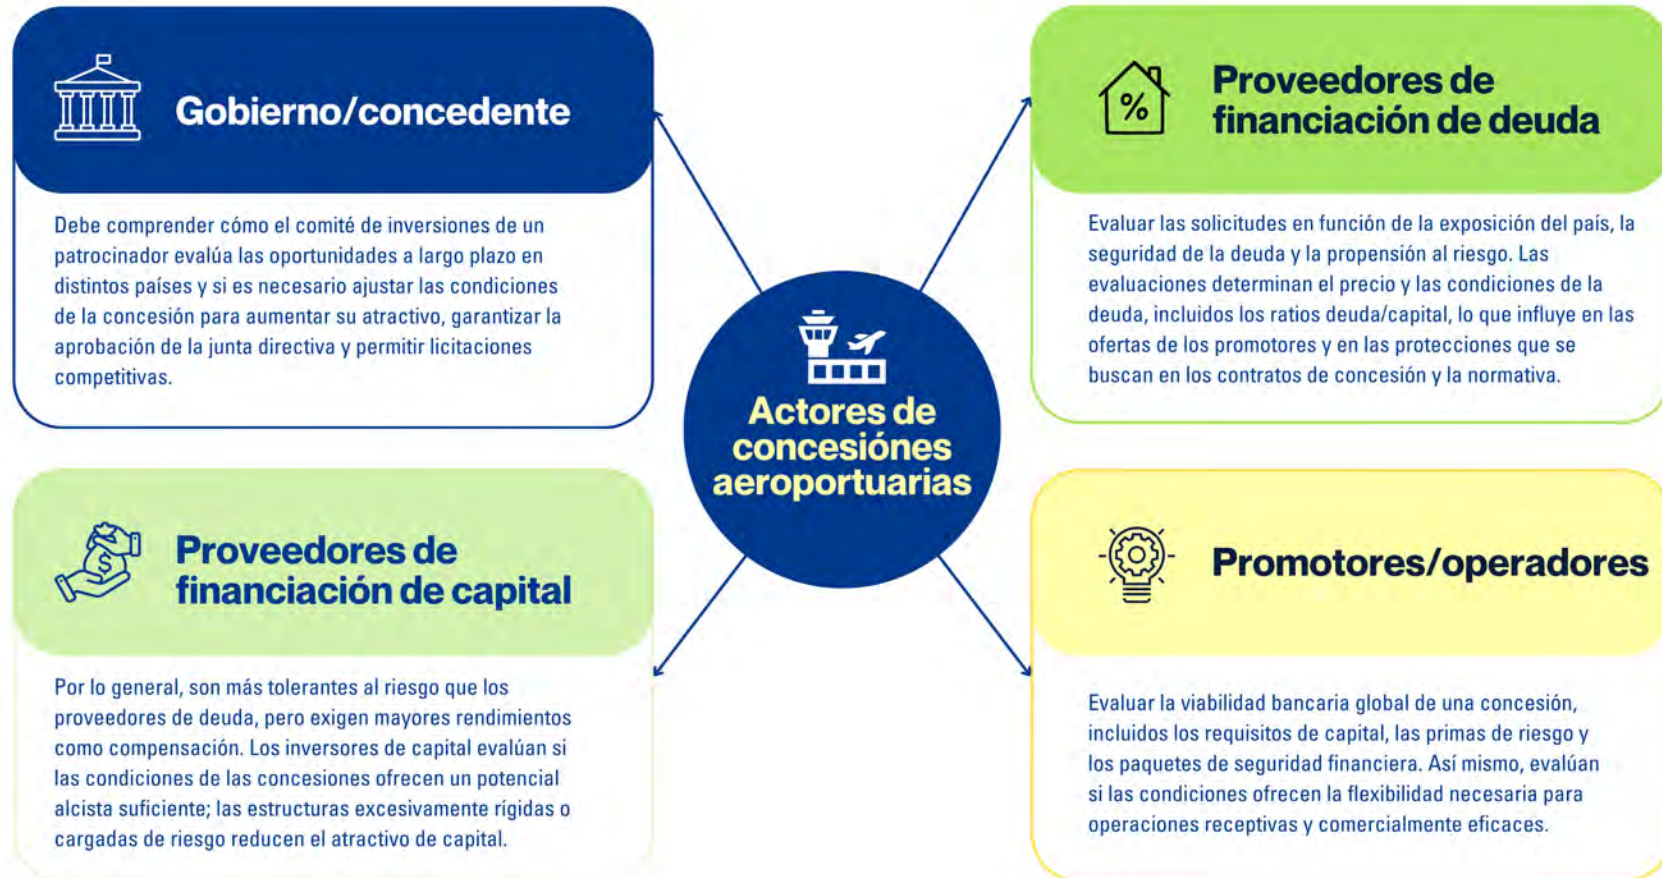 Gobierno/concedente
Debe comprender cómo el comité de inversiones de un
patrocinador evalúa las oportunidades a largo plazo en
distintos países y si es necesario ajustar las condiciones
de la concesión para aumentar su atractivo, garantizar la
aprobación de la junta directiva y permitir licitaciones
competitivas.
%
Proveedores de
financiación de deuda
Evaluar las solicitudes en función de la exposición del país, la
seguridad de la deuda y la propensión al riesgo. Las
evaluaciones determinan el precio y las condiciones de la
deuda, incluidos los ratios deuda/capital, lo que influye en las
ofertas de los promotores y en las protecciones que se
buscan en los contratos de concesión y la normativa.
Actores de
concesiónes
aeroportuarias
$
Proveedores de
financiación de capital
Por lo general, son más tolerantes al riesgo que los
proveedores de deuda, pero exigen mayores rendimientos
como compensación. Los inversores de capital evalúan si
las condiciones de las concesiones ofrecen un potencial
alcista suficiente; las estructuras excesivamente rígidas o
cargadas de riesgo reducen el atractivo de capital.
Promotores/operadores
Evaluar la viabilidad bancaria global de una concesión,
incluidos los requisitos de capital, las primas de riesgo y
los paquetes de seguridad financiera. Así mismo, evalúan
si las condiciones ofrecen la flexibilidad necesaria para
operaciones receptivas y comercialmente eficaces.